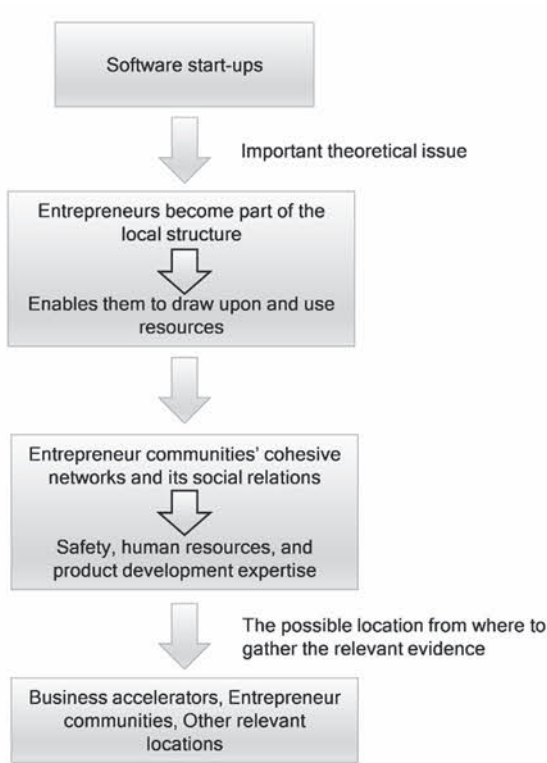 Software start-ups
Important theoretical issue
Entrepreneurs become part of the
local structure
Enables them to draw upon and use
resources
Entrepreneur communities' cohesive
networks and its social relations
Safety, human resources, and
product development expertise
The possible location from where to
gather the relevant evidence
Business accelerators, Entrepreneur
communities, Other relevant
locations